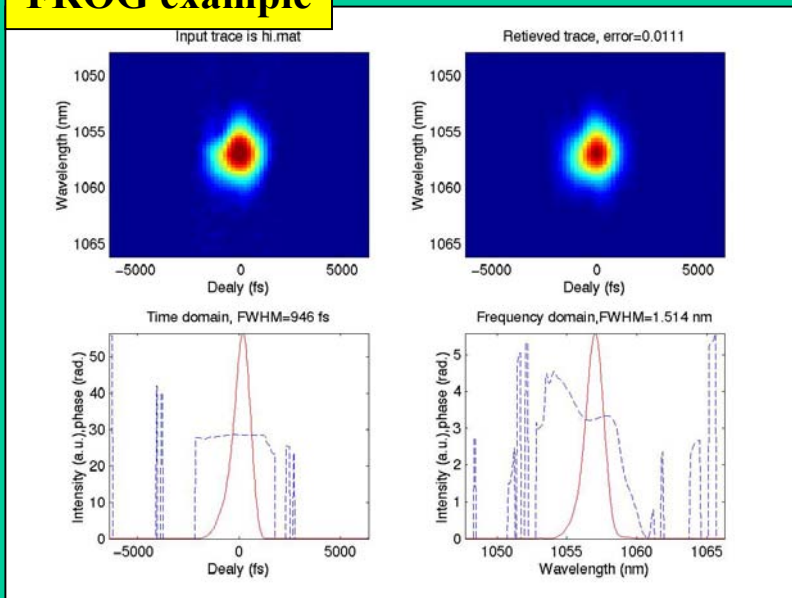 FROG example
Input trace is hi.mat
Retieved trace, error=0.0111
1050
1055
1060
1065
Wavelength (nm)
−5000
0
5000
Dealy (fs)
1050
1055
1060
1065
Wavelength (nm)
−5000
0
5000
Dealy (fs)
Time domain, FWHM=946 fs
Frequency domain,FWHM=1.514 nm
50
40
30
20
10
0
Intensity (a.u.),phase (rad.)
−5000
0
5000
Dealy (fs)
5
4
3
2
1
0
Intensity (a.u.),phase (rad.)
1050
1055
1060
1065
Wavelength (nm)